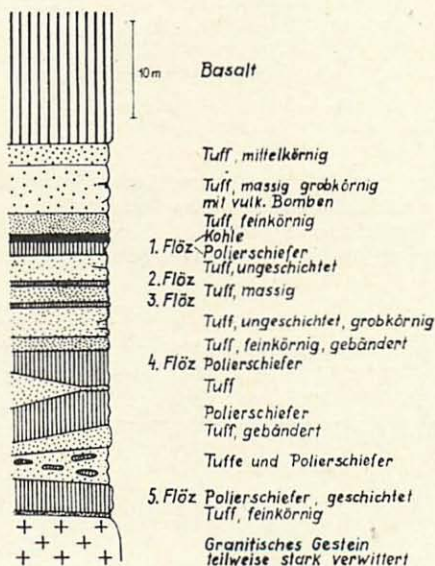 10 m
Basalt
Tuff, mittelkörnig
Tuff, massig grobkörnig
mit vulk. Bomben
Tuff, feinkörnig
Kohle
1. Flöz
Polierschiefer
Tuff, ungeschichtet
2. Flöz
Tuff, massig
3. Flöz
Tuff, ungeschichtet, grobkörnig
Tuff, feinkörnig, gebändert
4. Flöz Polierschiefer
Tuff
Polierschiefer
Tuff, gebändert
Tuffe und Polierschiefer
5. Flöz Polierschiefer, geschichtet
Tuff, feinkörnig
Granitisches Gestein
teilweise stark verwittert